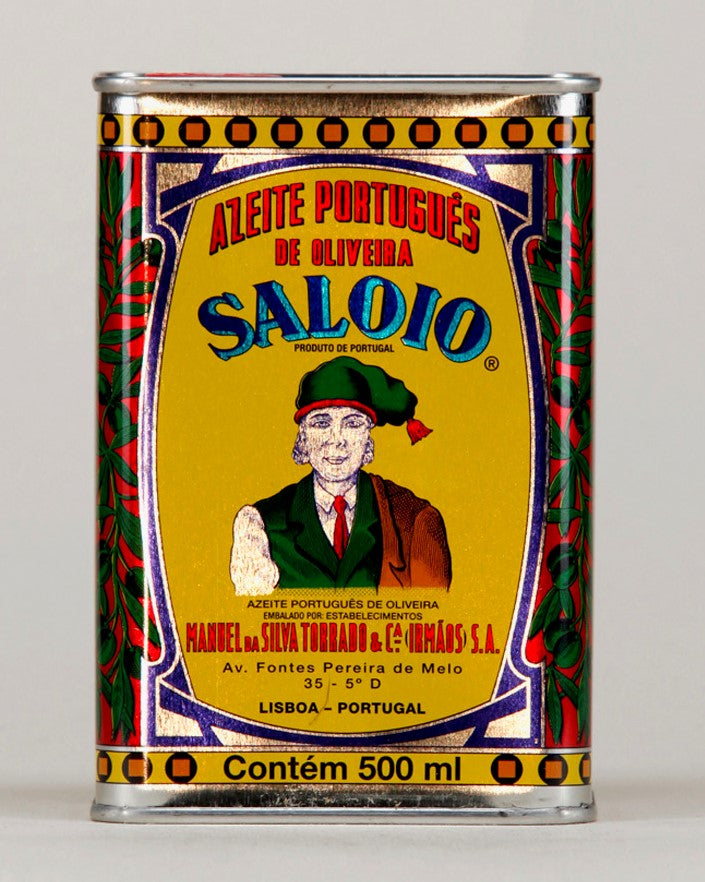 AZEITE PORTUGUÊS
DE OLIVEIRA
SALOIO
PRODUTO DE PORTUGAL
®
AZEITE PORTUGUÊS DE OLIVEIRA
EMBALADO POR: ESTABELECIMENTOS
MANUEL DA SILVA TORRADO & Cª (IRMÃOS) S.A.
Av. Fontes Pereira de Melo
35 - 5º D
LISBOA - PORTUGAL
Contém 500 ml